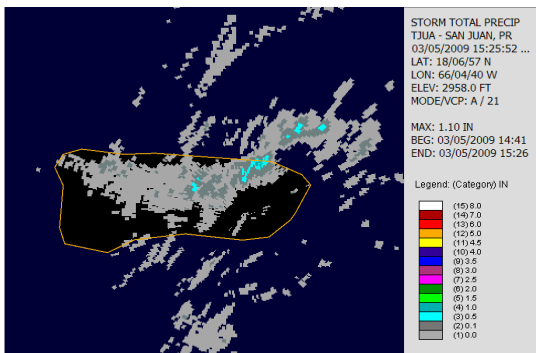 STORM TOTAL PRECIP
TJUA - SAN JUAN, PR
03/05/2009 15:25:52 ...
LAT: 18/06/57 N
LON: 66/04/40 W
ELEV: 2958.0 FT
MODE/VCP: A / 21
MAX: 1.10 IN
BEG: 03/05/2009 14:41
END: 03/05/2009 15:26
Legend: (Category) IN
(15) 8.0
(14) 7.0
(13) 6.0
(12) 5.0
(11) 4.5
(10) 4.0
(9) 3.5
(8) 3.0
(7) 2.5
(6) 2.0
(5) 1.5
(4) 1.0
(3) 0.5
(2) 0.1
(1) 0.0